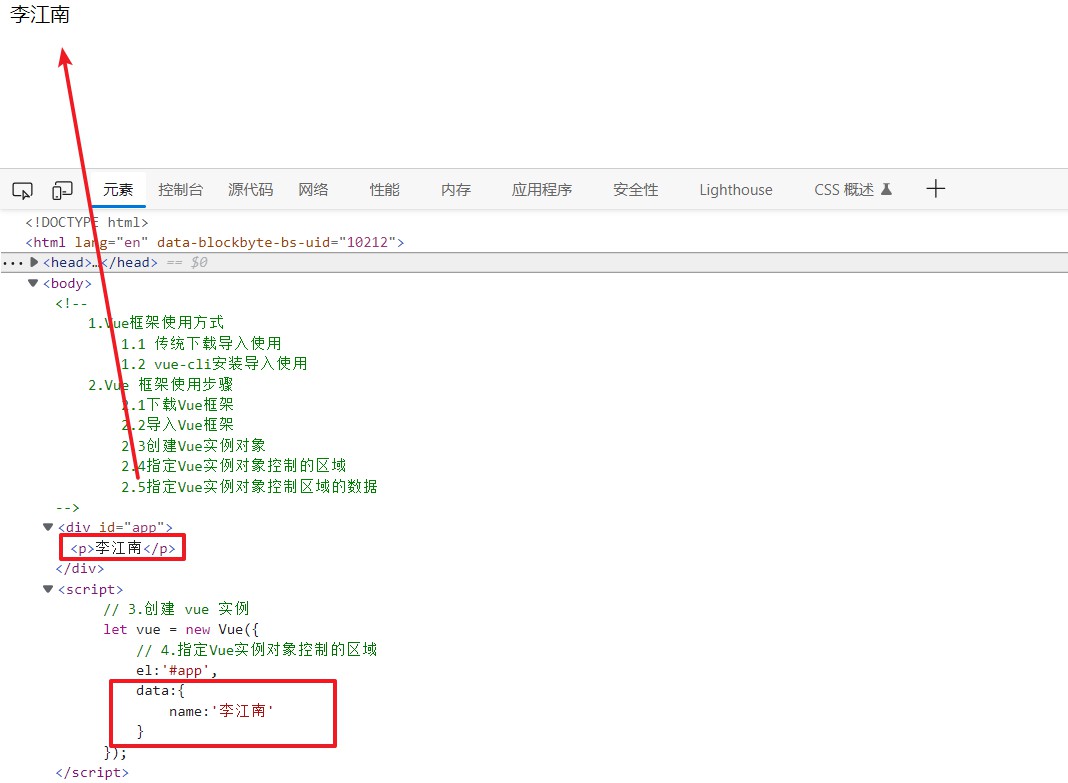 李江南
元素 控制台 源代码 网络 性能 内存 应用程序 安全性 Lighthouse CSS 概述
<!DOCTYPE html>
<html lang="en" data-blockbyte-bs-uid="10212">
<head>…</head> == $0
<body>
<!--
1.Vue框架使用方式
1.1 传统下载导入使用
1.2 vue-cli安装导入使用
2.Vue 框架使用步骤
2.1下载Vue框架
2.2导入Vue框架
2.3创建Vue实例对象
2.4指定Vue实例对象控制的区域
2.5指定Vue实例对象控制区域的数据
-->
<div id="app">
<p>李江南</p>
</div>
<script>
// 3.创建 vue 实例
let vue = new Vue({
// 4.指定Vue实例对象控制的区域
el:'#app',
data:{
name:'李江南'
}
});
</script>